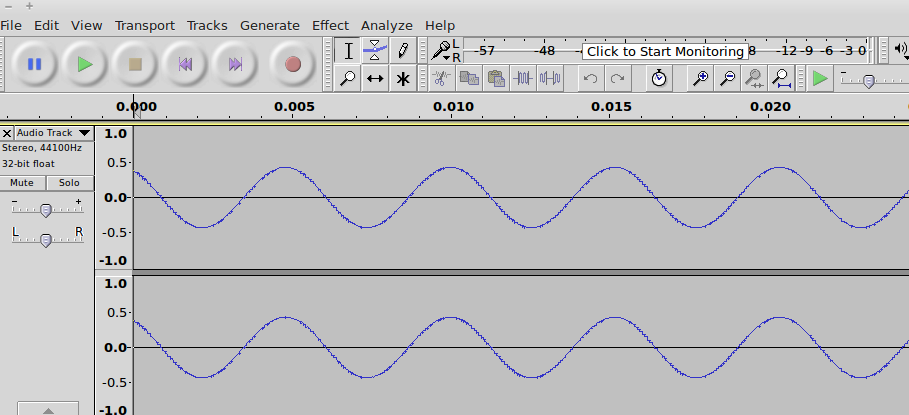 File Edit View Transport Tracks Generate Effect Analyze Help
L
R
-57 -48 Click to Start Monitoring 8 -12 -9 -6 -3 0
0.000 0.005 0.010 0.015 0.020
Audio Track
Stereo, 44100Hz
32-bit float
Mute Solo
- +
L R
1.0
0.5
0.0
-0.5
-1.0
1.0
0.5
0.0
-0.5
-1.0